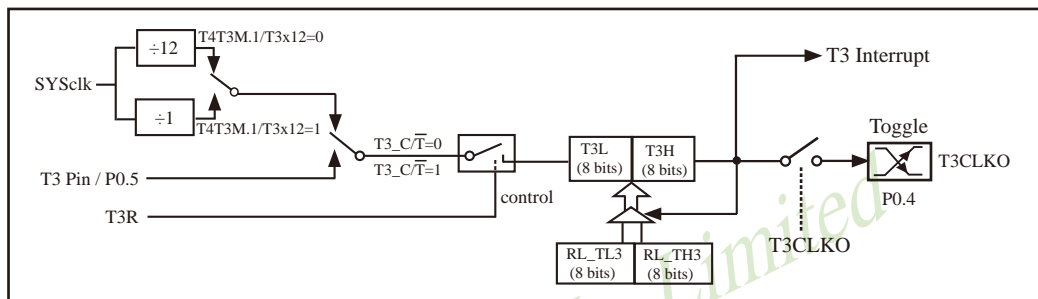 ÷12
T4T3M.1/T3x12=0
SYSclk
÷1
T4T3M.1/T3x12=1
T3 Pin / P0.5
T3_C/T̅=0
T3_C/T̅=1
T3R
control
T3L
(8 bits)
T3H
(8 bits)
RL_TL3
(8 bits)
RL_TH3
(8 bits)
T3 Interrupt
Toggle
T3CLKO
P0.4
T3CLKO
Limited